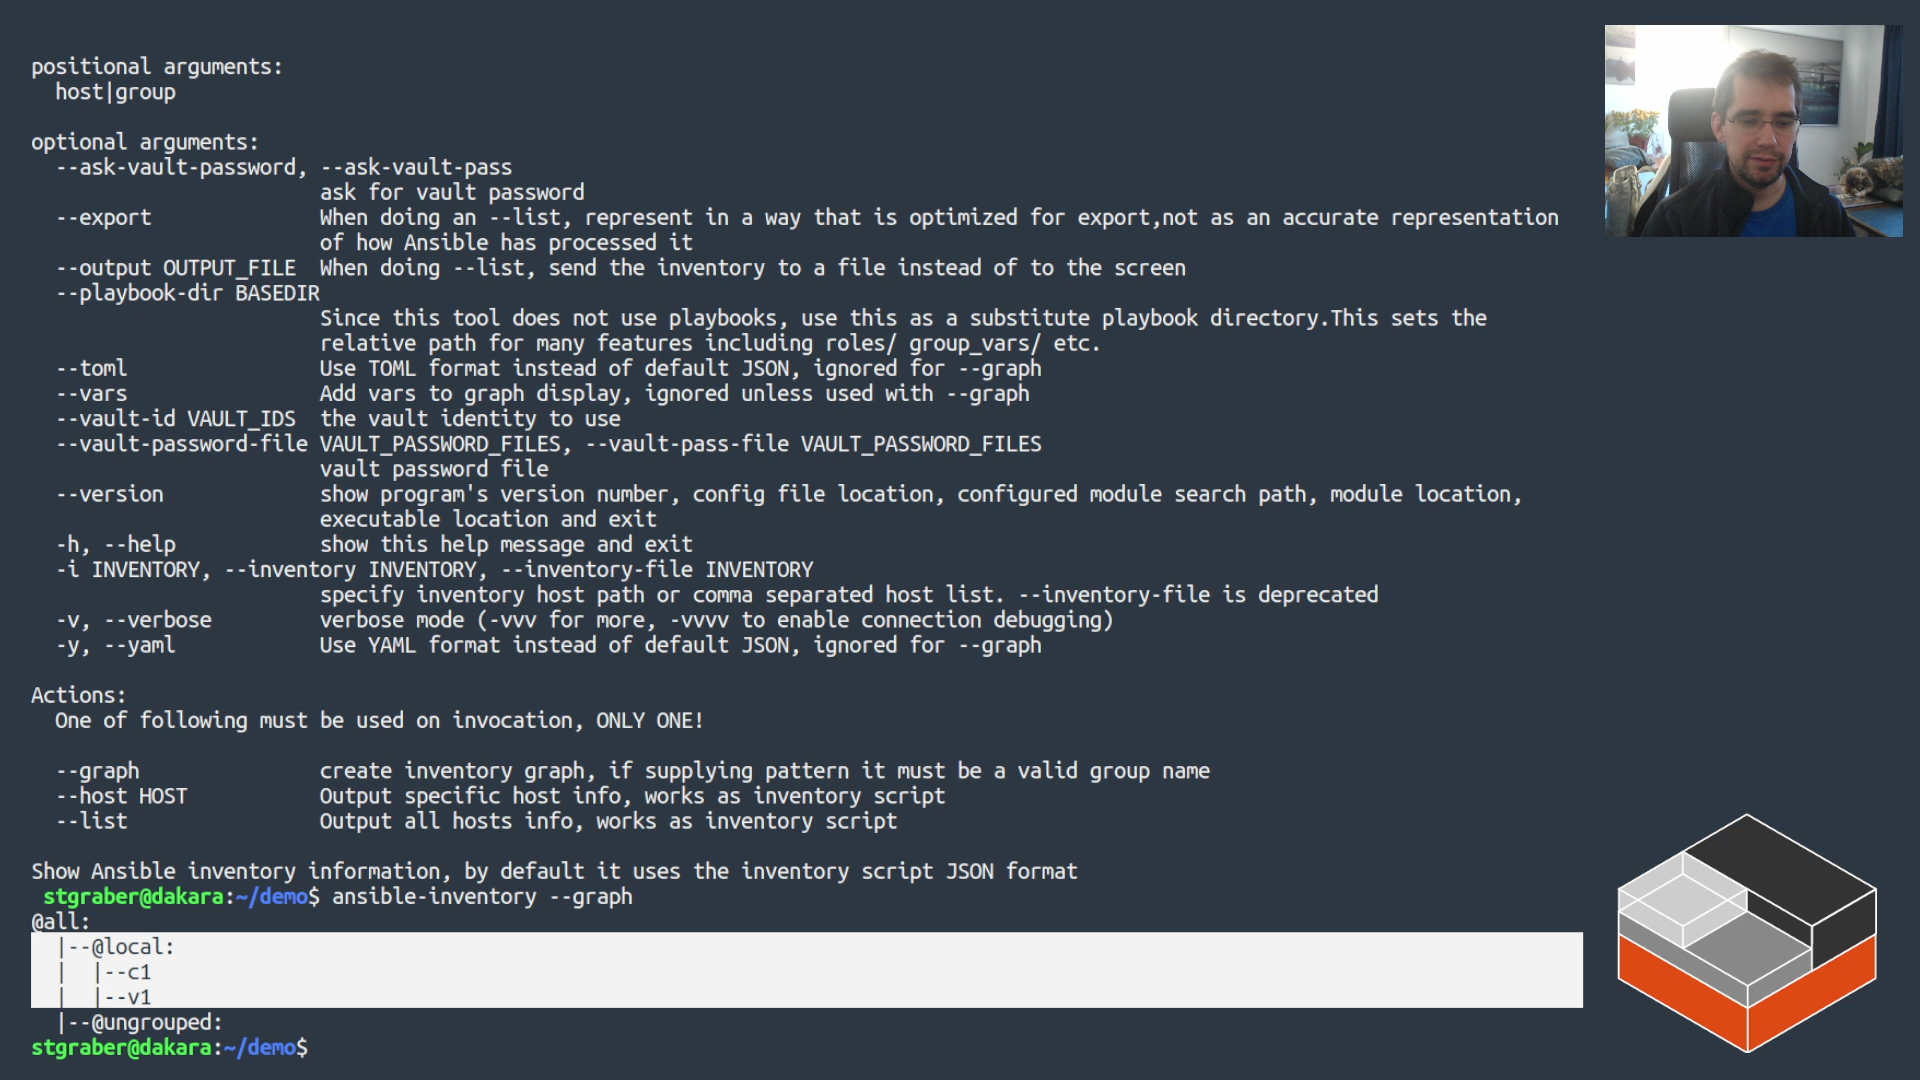 positional arguments:
  host|group
optional arguments:
  --ask-vault-password, --ask-vault-pass
                        ask for vault password
  --export              When doing an --list, represent in a way that is optimized for export,not as an accurate representation
                        of how Ansible has processed it
  --output OUTPUT_FILE  When doing --list, send the inventory to a file instead of to the screen
  --playbook-dir BASEDIR
                        Since this tool does not use playbooks, use this as a substitute playbook directory.This sets the
                        relative path for many features including roles/ group_vars/ etc.
  --toml                Use TOML format instead of default JSON, ignored for --graph
  --vars                Add vars to graph display, ignored unless used with --graph
  --vault-id VAULT_IDS  the vault identity to use
  --vault-password-file VAULT_PASSWORD_FILES, --vault-pass-file VAULT_PASSWORD_FILES
                        vault password file
  --version             show program's version number, config file location, configured module search path, module location,
                        executable location and exit
  -h, --help            show this help message and exit
  -i INVENTORY, --inventory INVENTORY, --inventory-file INVENTORY
                        specify inventory host path or comma separated host list. --inventory-file is deprecated
  -v, --verbose         verbose mode (-vvv for more, -vvvv to enable connection debugging)
  -y, --yaml            Use YAML format instead of default JSON, ignored for --graph
Actions:
  One of following must be used on invocation, ONLY ONE!
  --graph               create inventory graph, if supplying pattern it must be a valid group name
  --host HOST           Output specific host info, works as inventory script
  --list                Output all hosts info, works as inventory script
Show Ansible inventory information, by default it uses the inventory script JSON format
 stgraber@dakara:~/demo$ ansible-inventory --graph
@all:
  |--@local:
  |  |--c1
  |  |--v1
  |--@ungrouped:
stgraber@dakara:~/demo$